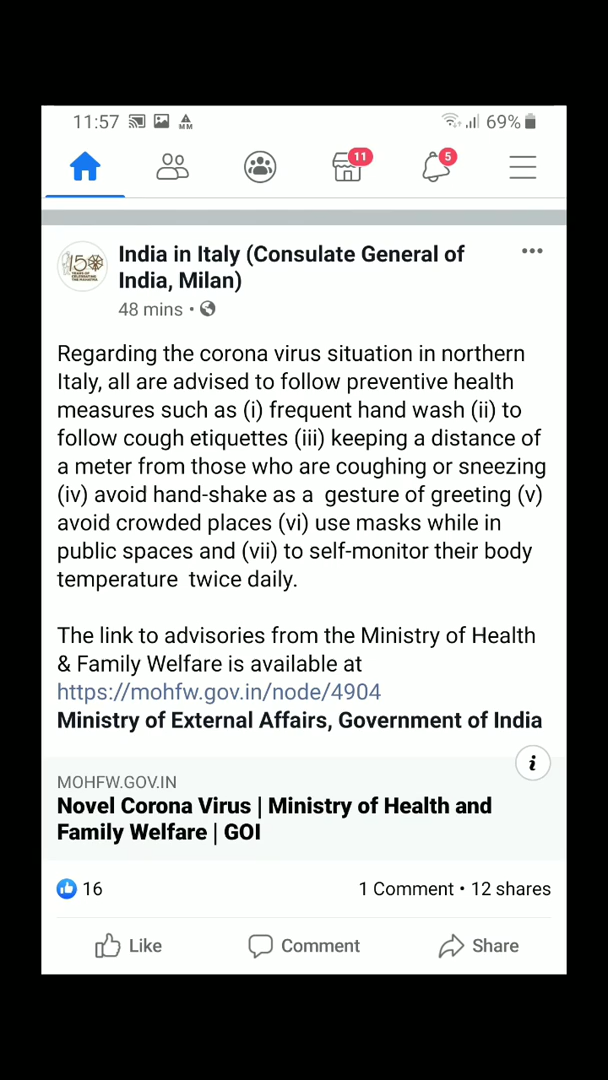 11:57 69%
11 5
150
India in Italy (Consulate General of
India, Milan)
48 mins •
Regarding the corona virus situation in northern
Italy, all are advised to follow preventive health
measures such as (i) frequent hand wash (ii) to
follow cough etiquettes (iii) keeping a distance of
a meter from those who are coughing or sneezing
(iv) avoid hand-shake as a  gesture of greeting (v)
avoid crowded places (vi) use masks while in
public spaces and (vii) to self-monitor their body
temperature  twice daily.
The link to advisories from the Ministry of Health
& Family Welfare is available at
https://mohfw.gov.in/node/4904
Ministry of External Affairs, Government of India
MOHFW.GOV.IN
Novel Corona Virus | Ministry of Health and
Family Welfare | GOI
16 1 Comment • 12 shares
Like Comment Share